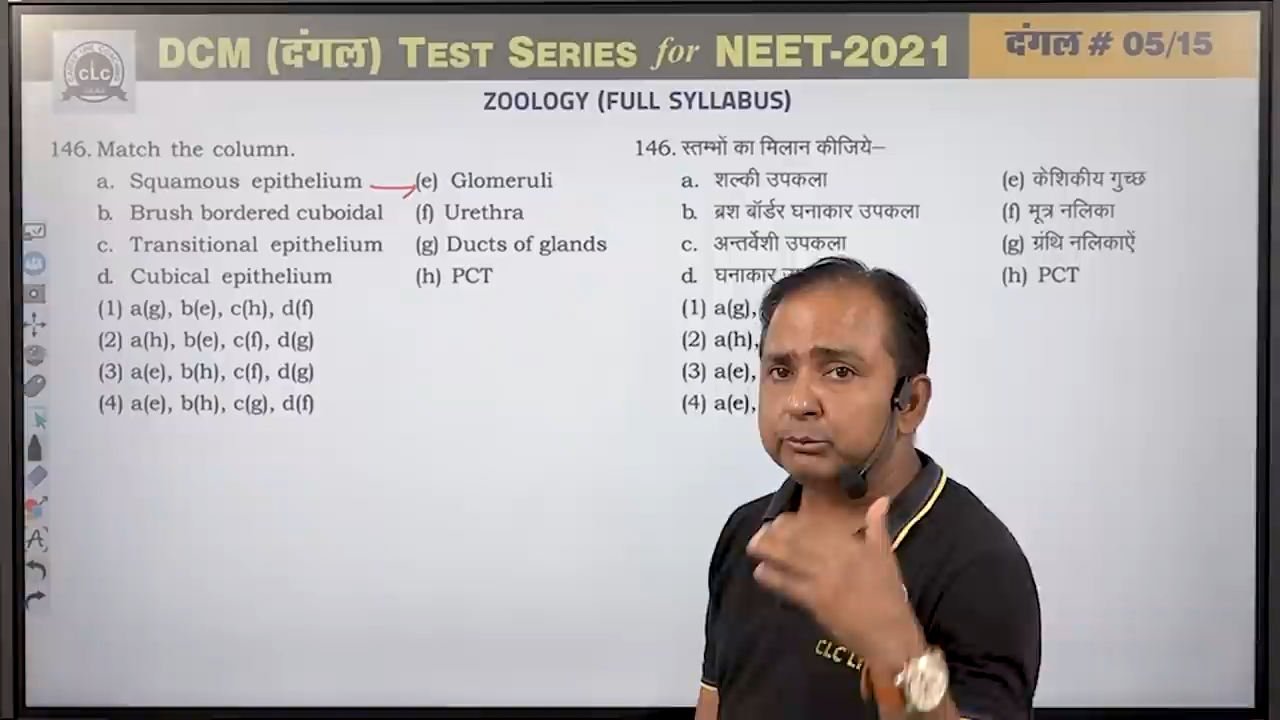 DCM (दंगल) TEST SERIES for NEET-2021
दंगल # 05/15
CLC
ZOOLOGY (FULL SYLLABUS)
146. Match the column.
a. Squamous epithelium (e) Glomeruli
b. Brush bordered cuboidal (f) Urethra
c. Transitional epithelium (g) Ducts of glands
d. Cubical epithelium (h) PCT
(1) a(g), b(e), c(h), d(f)
(2) a(h), b(e), c(f), d(g)
(3) a(e), b(h), c(f), d(g)
(4) a(e), b(h), c(g), d(f)
146. स्तम्भों का मिलान कीजिये–
a. शल्की उपकला (e) केशिकीय गुच्छ
b. ब्रश बॉर्डर घनाकार उपकला (f) मूत्र नलिका
c. अन्तर्वेशी उपकला (g) ग्रंथि नलिकाऐं
d. घनाकार (h) PCT
(1) a(g),
(2) a(h),
(3) a(e),
(4) a(e),
CLC